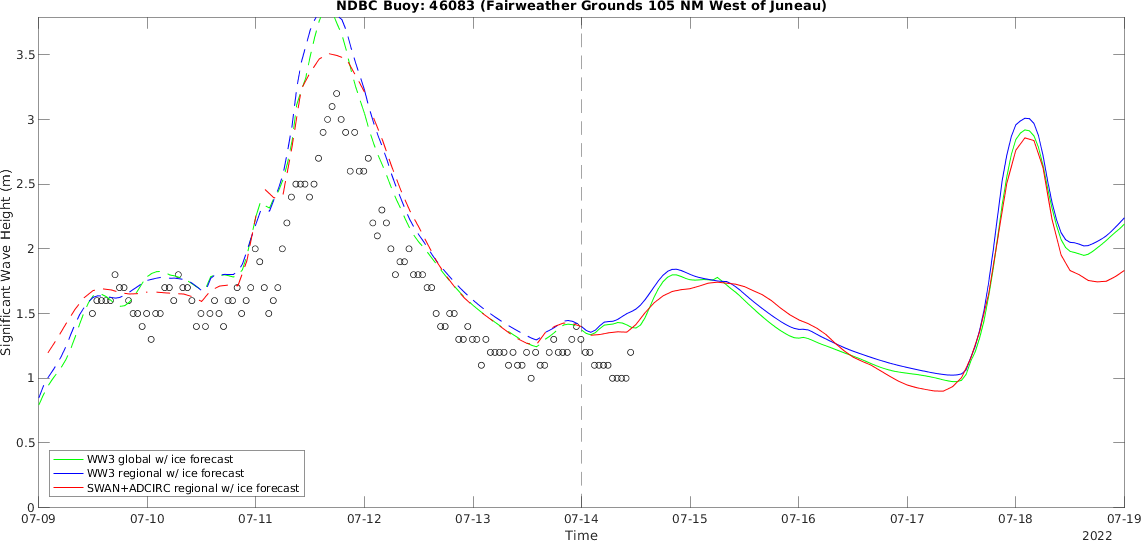 NDBC Buoy: 46083 (Fairweather Grounds 105 NM West of Juneau)
Significant Wave Height (m)
3.5
3
2.5
2
1.5
1
0.5
0
WW3 global w/ ice forecast
WW3 regional w/ ice forecast
SWAN+ADCIRC regional w/ ice forecast
07-09 07-10 07-11 07-12 07-13 07-14 07-15 07-16 07-17 07-18 07-19
Time
2022